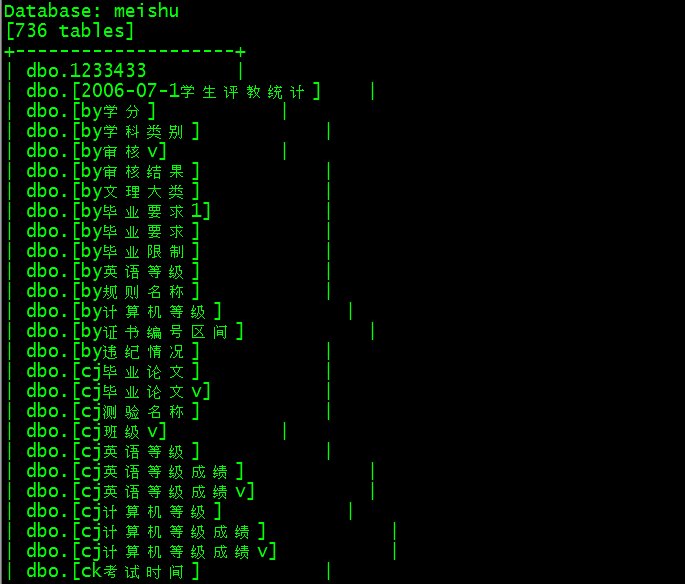 Database: meishu
[736 tables]
+---------------------+
| dbo.1233433 |
| dbo.[2006-07-1学生评教统计] |
| dbo.[by学分] |
| dbo.[by学科类别] |
| dbo.[by审核v] |
| dbo.[by审核结果] |
| dbo.[by文理大类] |
| dbo.[by毕业要求1] |
| dbo.[by毕业要求] |
| dbo.[by毕业限制] |
| dbo.[by英语等级] |
| dbo.[by规则名称] |
| dbo.[by计算机等级] |
| dbo.[by证书编号区间] |
| dbo.[by违纪情况] |
| dbo.[cj毕业论文] |
| dbo.[cj毕业论文v] |
| dbo.[cj测验名称] |
| dbo.[cj班级v] |
| dbo.[cj英语等级] |
| dbo.[cj英语等级成绩] |
| dbo.[cj英语等级成绩v] |
| dbo.[cj计算机等级] |
| dbo.[cj计算机等级成绩] |
| dbo.[cj计算机等级成绩v] |
| dbo.[ck考试时间] |